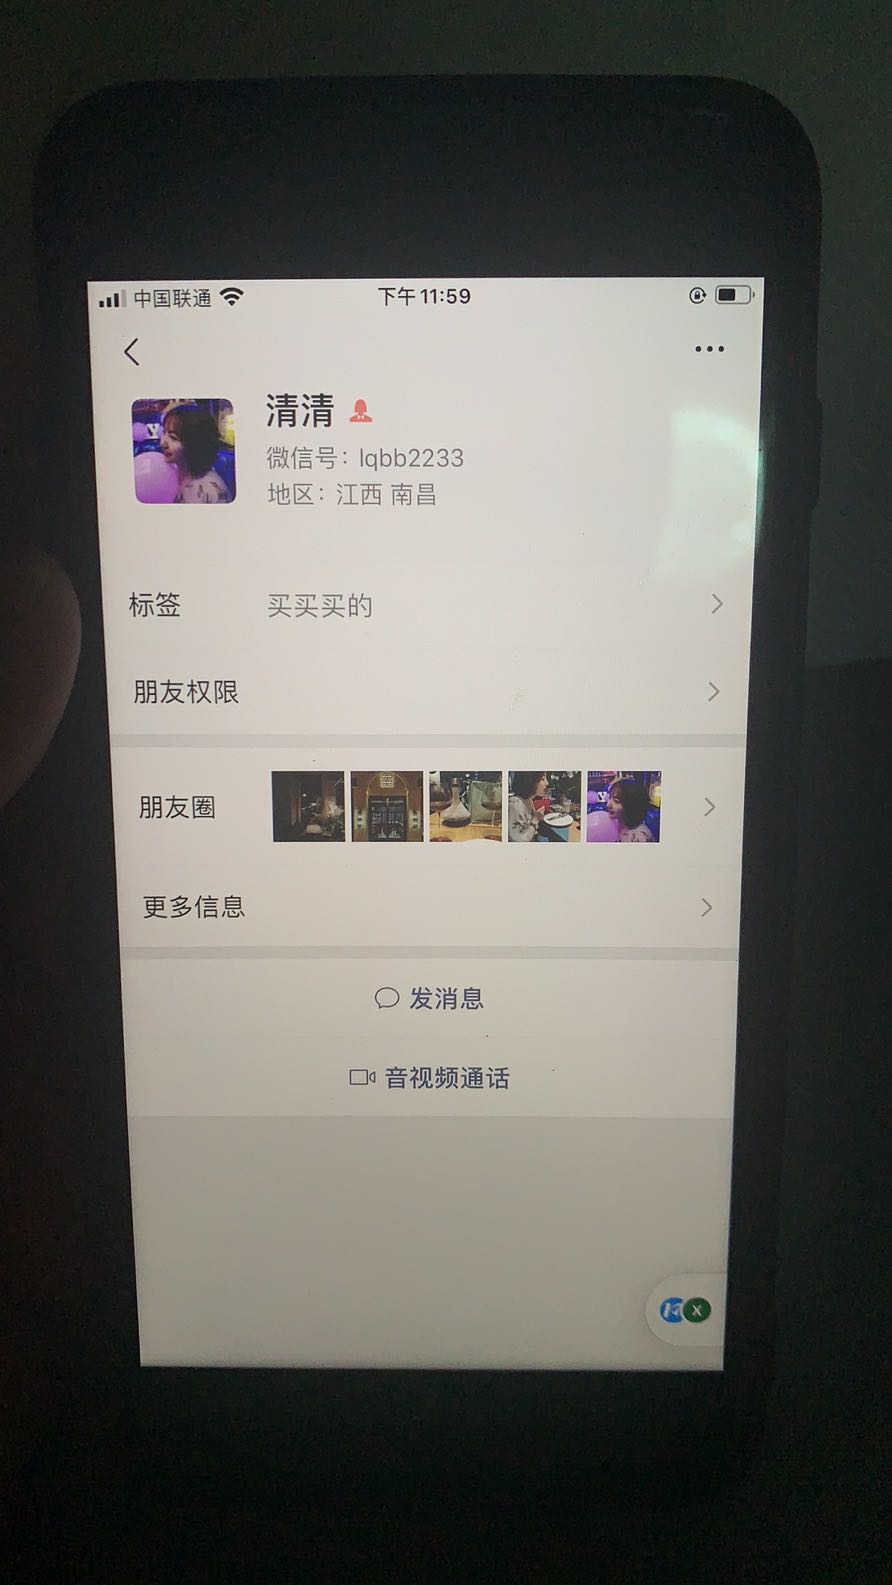 中国联通
下午11:59
清清
微信号：lqbb2233
地区：江西 南昌
标签 买买买的
朋友权限
朋友圈
更多信息
发消息
音视频通话